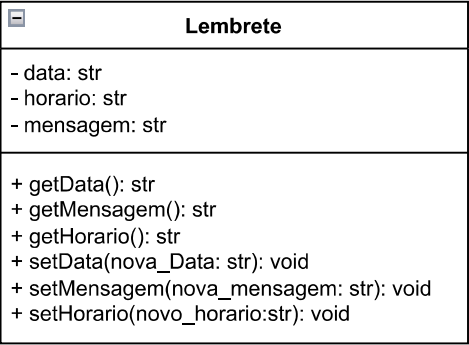 Lembrete
- data: str
- horario: str
- mensagem: str
+ getData(): str
+ getMensagem(): str
+ getHorario(): str
+ setData(nova_Data: str): void
+ setMensagem(nova_mensagem: str): void
+ setHorario(novo_horario:str): void